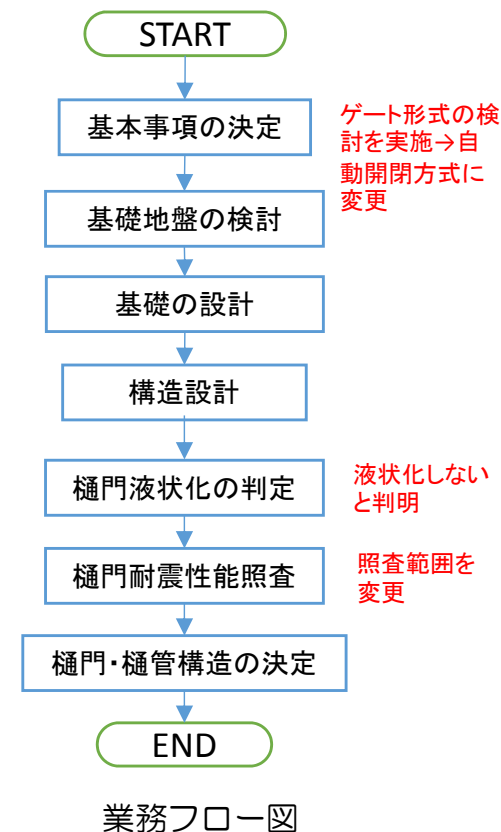 START
基本事項の決定
ゲート形式の検
討を実施→自
動開閉方式に
変更
基礎地盤の検討
基礎の設計
構造設計
樋門液状化の判定
液状化しない
と判明
樋門耐震性能照査
照査範囲を
変更
樋門・樋管構造の決定
END
業務フロー図